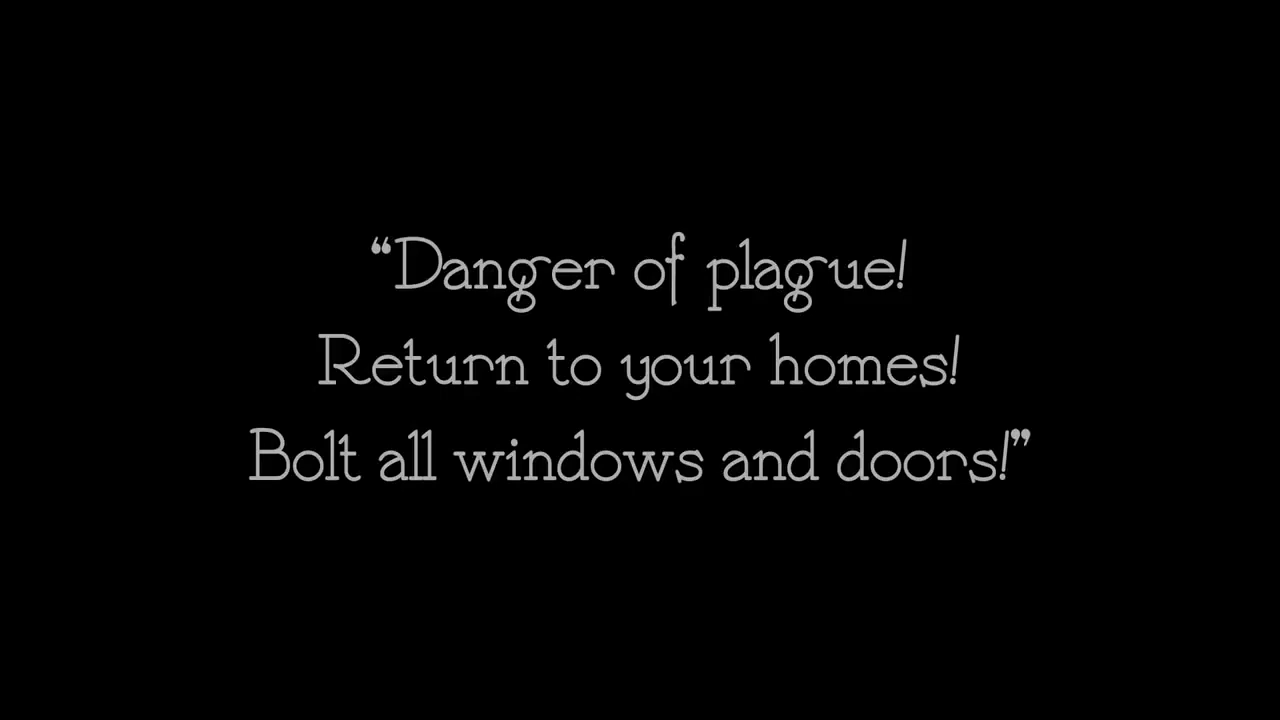 “Danger of plague!
Return to your homes!
Bolt all windows and doors!”